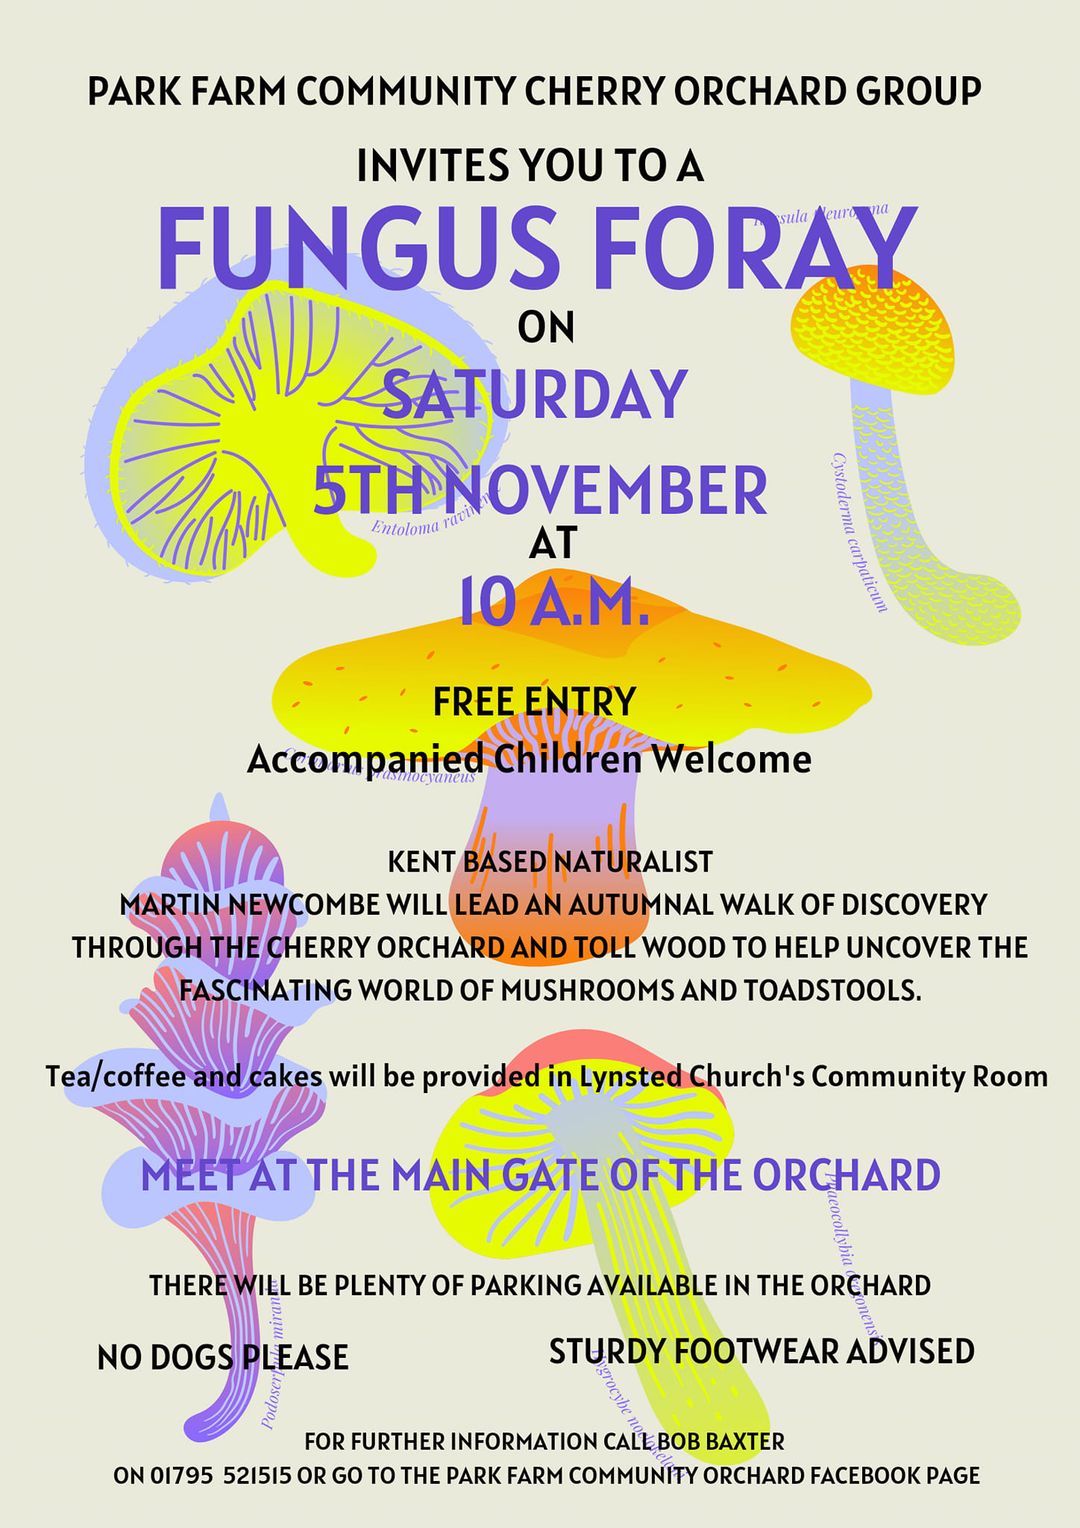 PARK FARM COMMUNITY CHERRY ORCHARD GROUP
INVITES YOU TO A
FUNGUS FORAY
ON
SATURDAY
5TH NOVEMBER
Entoloma
AT
10 A.M.
Cystoderma carpaticum
FREE ENTRY
Accompanied Children Welcome
KENT BASED NATURALIST
MARTIN NEWCOMBE WILL LEAD AN AUTUMNAL WALK OF DISCOVERY
THROUGH THE CHERRY ORCHARD AND TOLL WOOD TO HELP UNCOVER THE
FASCINATING WORLD OF MUSHROOMS AND TOADSTOOLS.
Tea/coffee and cakes will be provided in Lynsted Church's Community Room
MEET AT THE MAIN GATE OF THE ORCHARD
THERE WILL BE PLENTY OF PARKING AVAILABLE IN THE ORCHARD
NO DOGS PLEASE
STURDY FOOTWEAR ADVISED
FOR FURTHER INFORMATION CALL BOB BAXTER
ON 01795 521515 OR GO TO THE PARK FARM COMMUNITY ORCHARD FACEBOOK PAGE